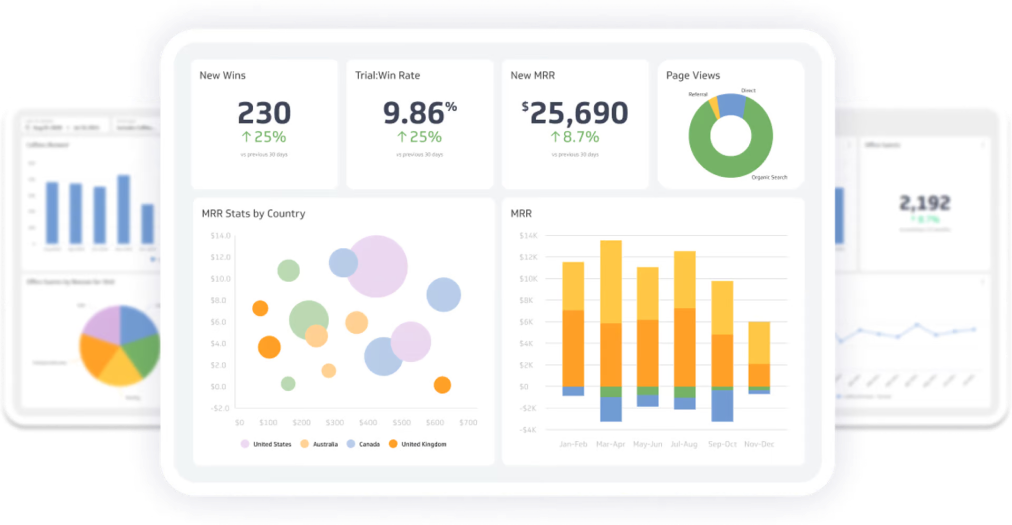 New Wins
230
↑25%
vs previous 30 days
Trial:Win Rate
9.86%
↑25%
vs previous 30 days
New MRR
$25,690
↑8.7%
vs previous 30 days
Page Views
Referral
Direct
Organic Search
MRR Stats by Country
$14.0
$12.0
$10.0
$8.0
$6.0
$4.0
$2.0
$0.0
-$2.0
$0 $100 $200 $300 $400 $500 $600 $700
United States Australia Canada United Kingdom
MRR
$14K
$12K
$10K
$8K
$6K
$4K
$2K
$0
-$2K
-$4K
Jan-Feb Mar-Apr May-Jun Jul-Aug Sep-Oct Nov-Dec
2,192